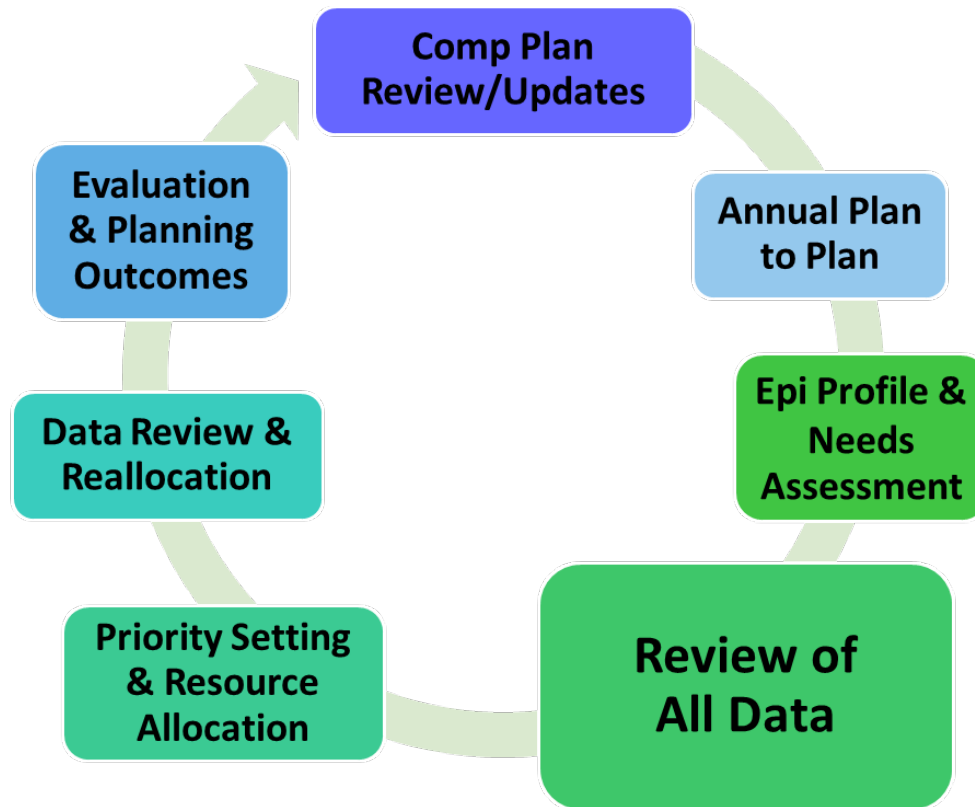 Comp Plan
Review/Updates
Annual Plan
to Plan
Epi Profile &
Needs
Assessment
Review of
All Data
Priority Setting
& Resource
Allocation
Data Review &
Reallocation
Evaluation
& Planning
Outcomes